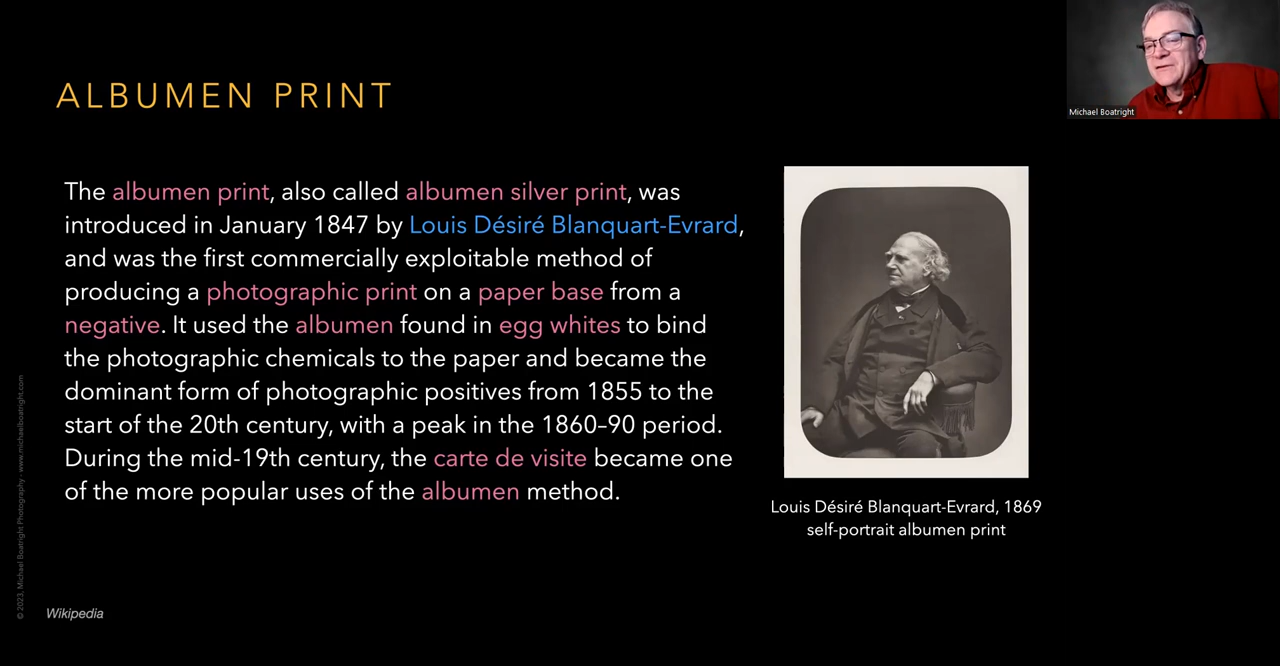 Michael Boatright
ALBUMEN PRINT
The albumen print, also called albumen silver print, was
introduced in January 1847 by Louis Désiré Blanquart-Evrard,
and was the first commercially exploitable method of
producing a photographic print on a paper base from a
negative. It used the albumen found in egg whites to bind
the photographic chemicals to the paper and became the
dominant form of photographic positives from 1855 to the
start of the 20th century, with a peak in the 1860–90 period.
During the mid-19th century, the carte de visite became one
of the more popular uses of the albumen method.
Louis Désiré Blanquart-Evrard, 1869
self-portrait albumen print
© 2023, Michael Boatright Photography - www.michaelboatright.com
Wikipedia